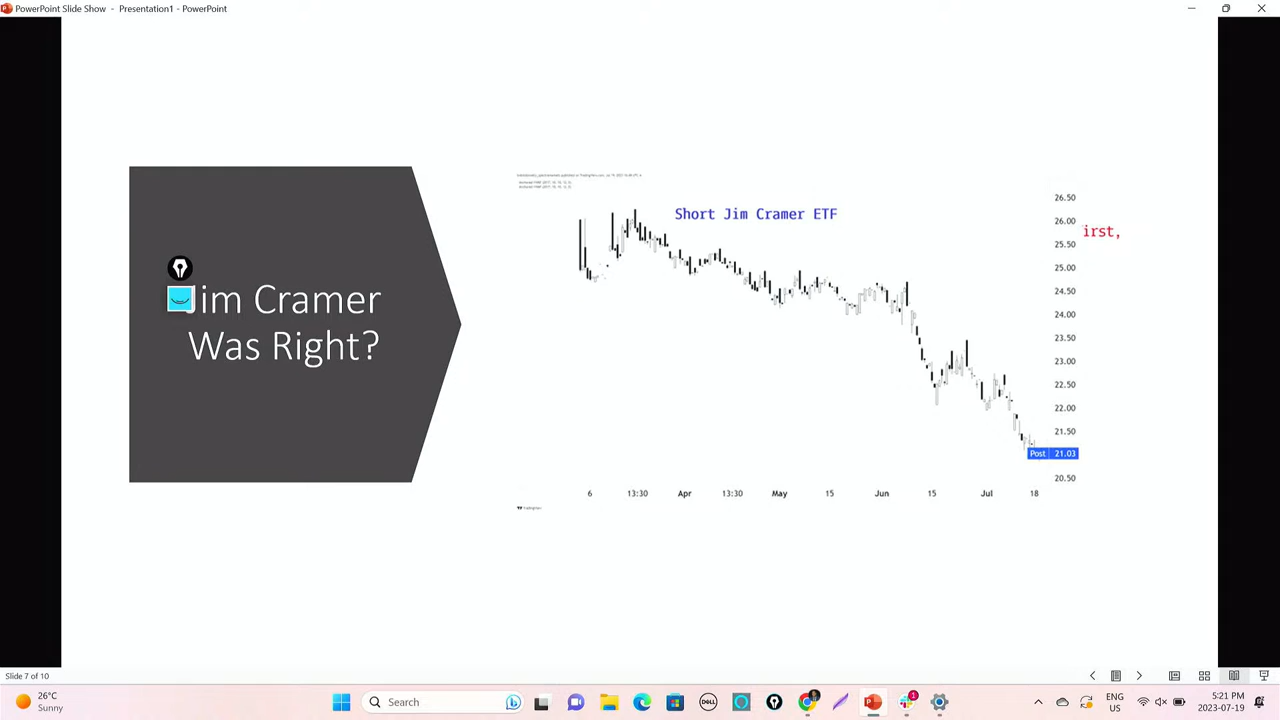 PowerPoint Slide Show - Presentation1 - PowerPoint
Jim Cramer
Was Right?
Short Jim Cramer ETF
26.50
26.00
irst,
25.50
25.00
24.50
24.00
23.50
23.00
22.50
22.00
21.50
Post 21.03
20.50
6 13:30 Apr 13:30 May 15 Jun 15 Jul 18
TradingView
Slide 7 of 10
26°C
Sunny
Search
DELL
1
ENG
US
5:21 PM
2023-07-19